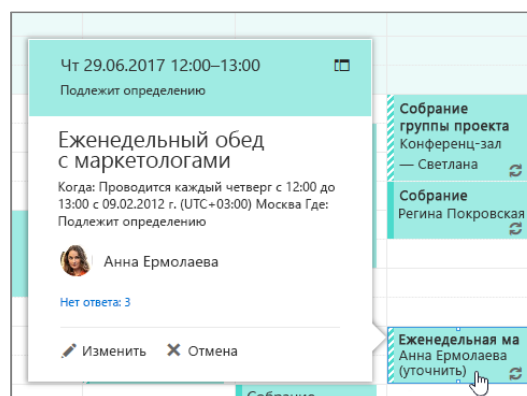 Чт 29.06.2017 12:00–13:00
Подлежит определению
Еженедельный обед
с маркетологами
Когда: Проводится каждый четверг с 12:00 до
13:00 с 09.02.2012 г. (UTC+03:00) Москва Где:
Подлежит определению
Анна Ермолаева
Нет ответа: 3
Изменить
Отмена
Собрание
группы проекта
Конференц-зал
— Светлана
Собрание
Регина Покровская
Еженедельная ма
Анна Ермолаева
(уточнить)
Собрание